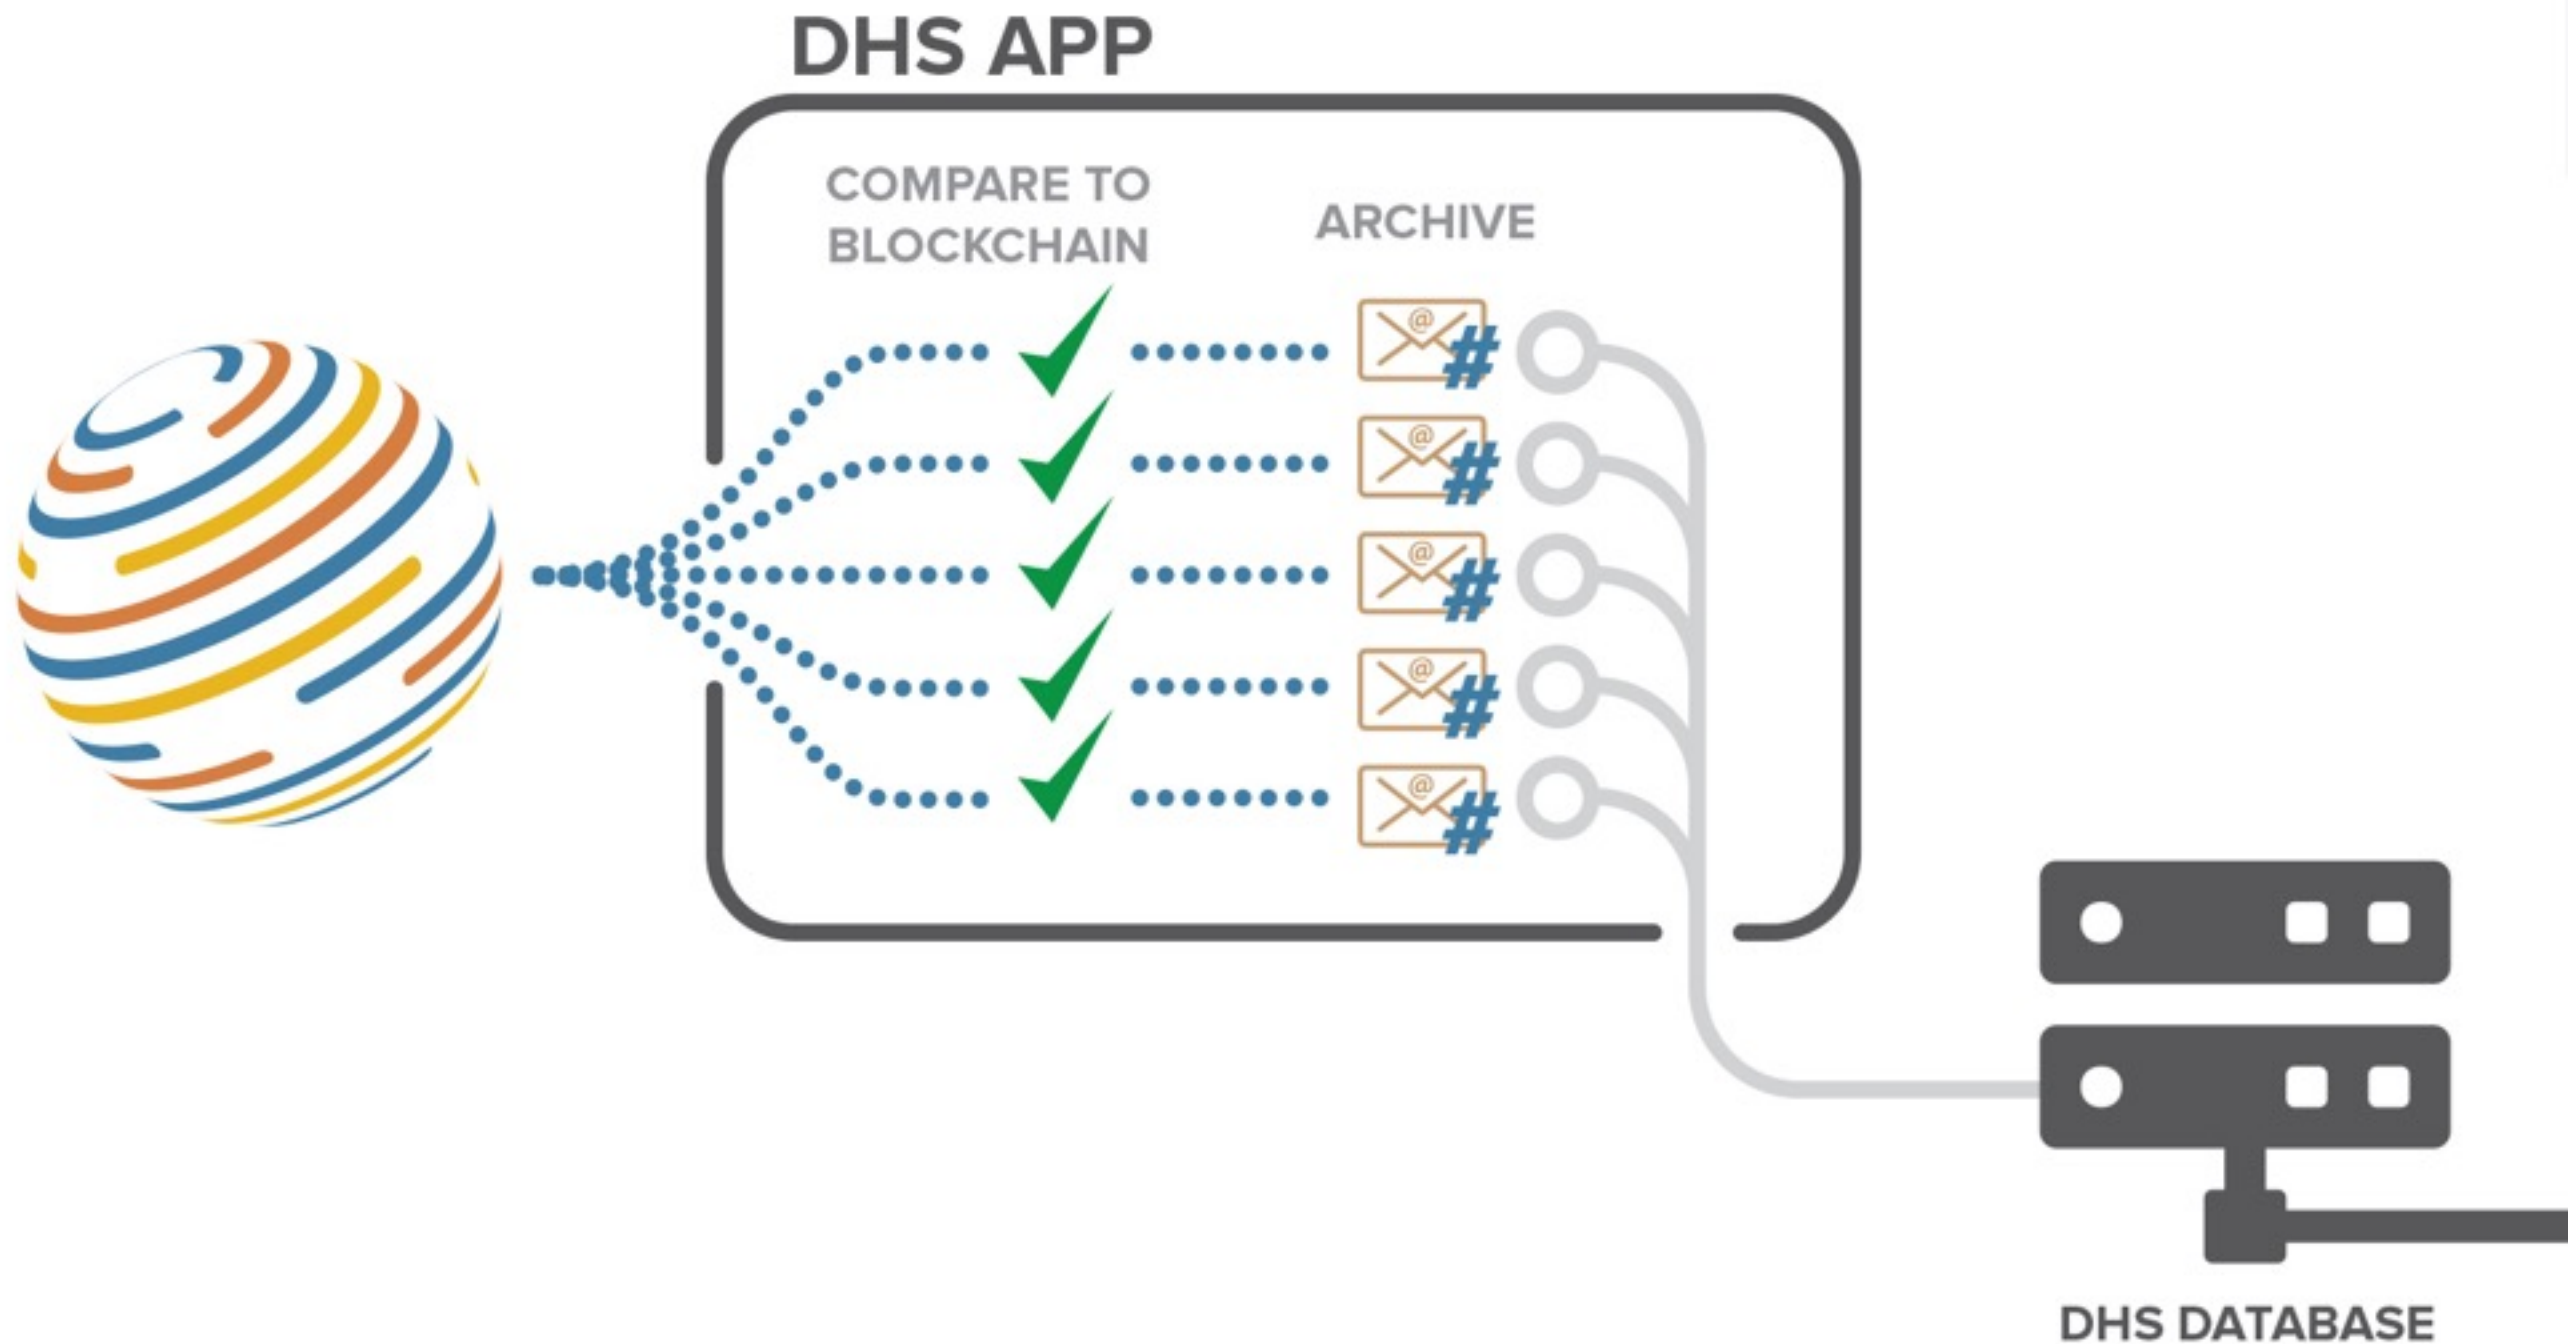 DHS APP
COMPARE TO
BLOCKCHAIN
ARCHIVE
@ #
@ #
@ #
@ #
@ #
DHS DATABASE